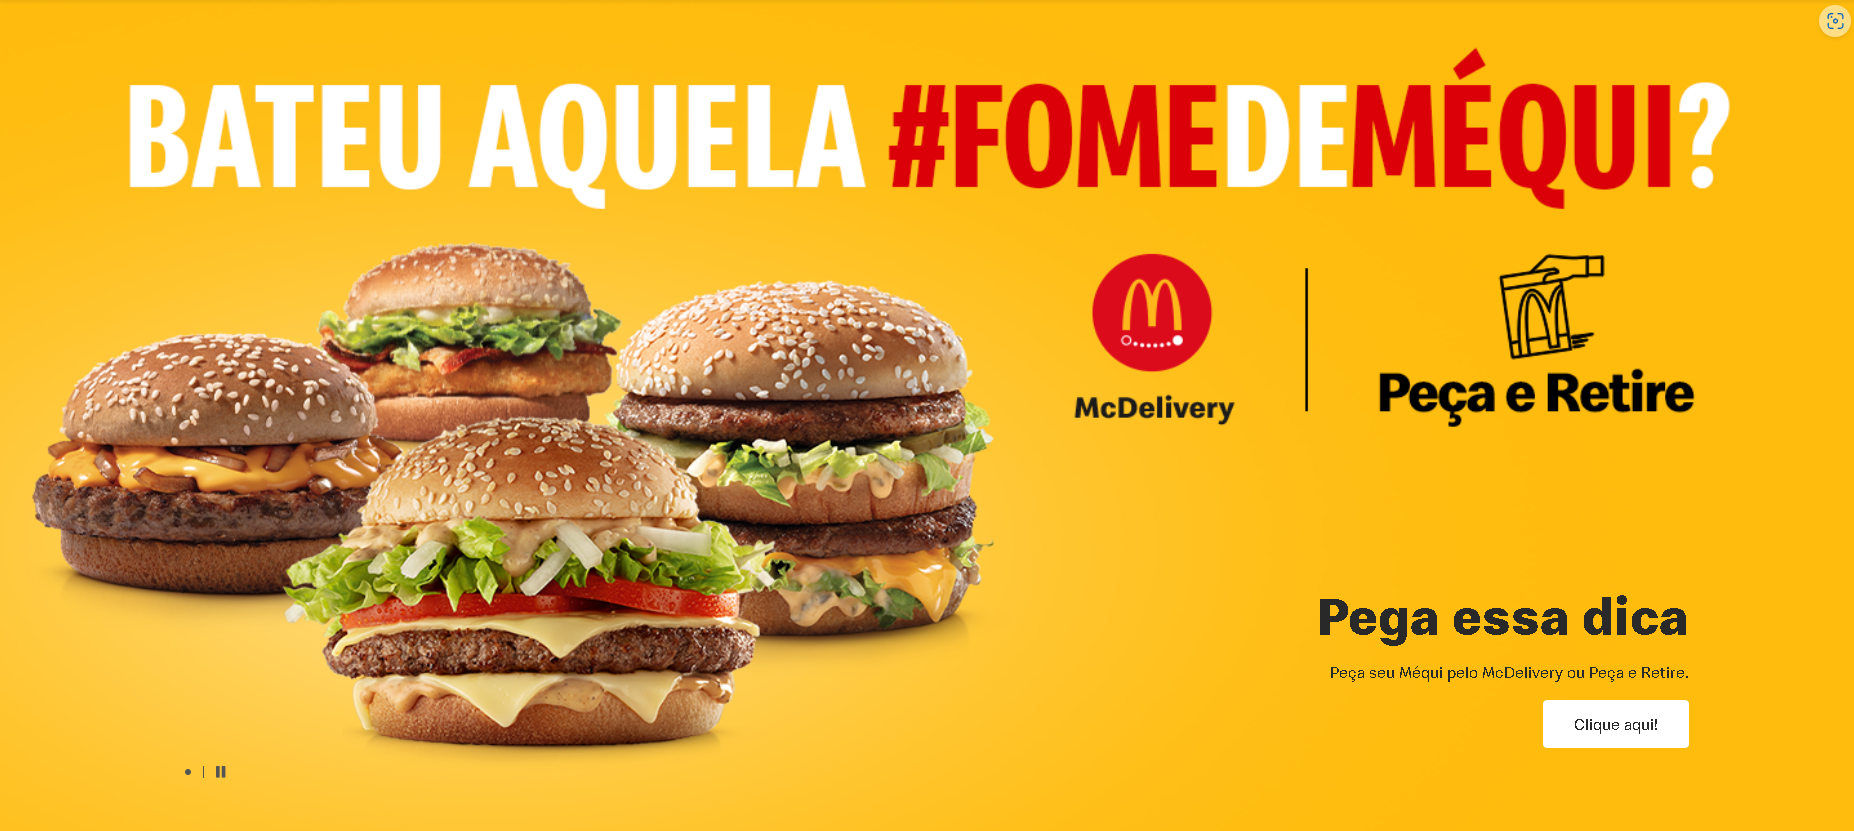 BATEU AQUELA #FOMEDEMÉQUI?
McDelivery
Peça e Retire
Pega essa dica
Peça seu Méqui pelo McDelivery ou Peça e Retire.
Clique aqui!